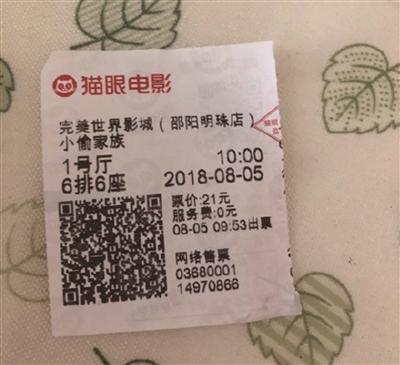 猫眼电影
完美世界影城（邵阳明珠店）
小偷家族
1号厅 10:00
6排6座 2018-08-05
票价:21元
服务费:0元
08-05 09:53出票
网络售票
03680001
14970866